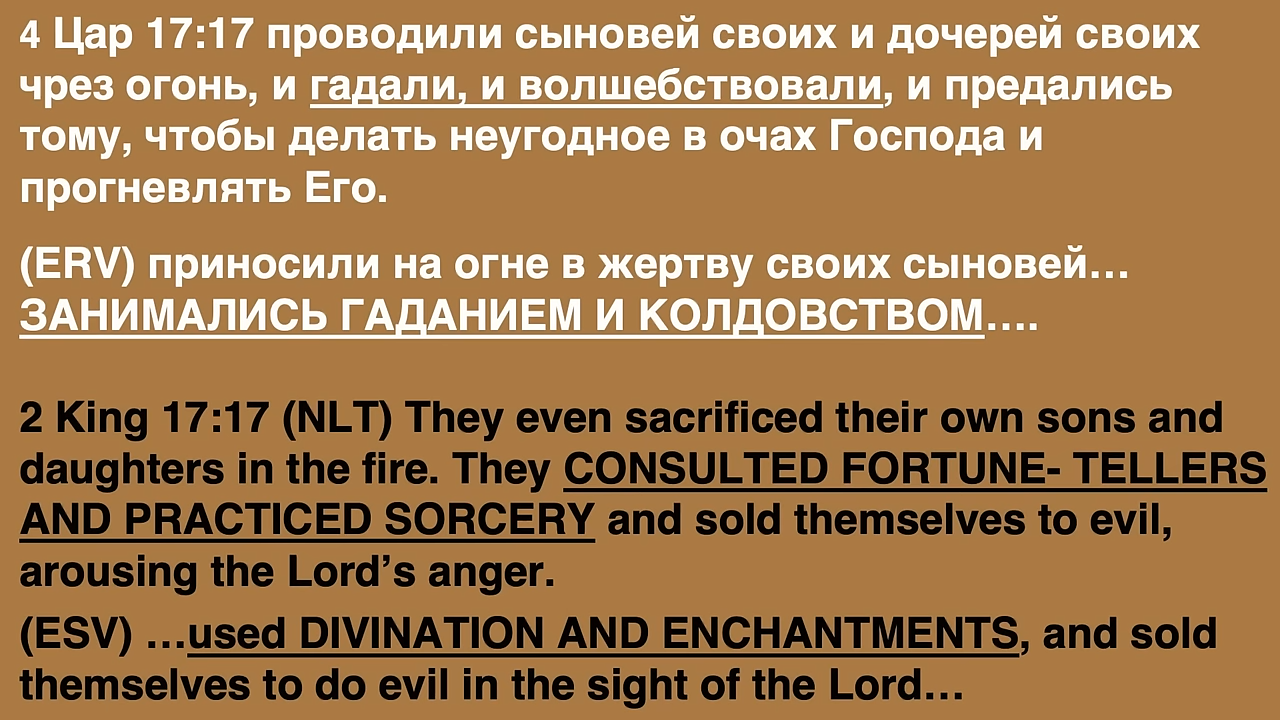 4 Цар 17:17 проводили сыновей своих и дочерей своих
чрез огонь, и гадали, и волшебствовали, и предались
тому, чтобы делать неугодное в очах Господа и
прогневлять Его.
(ERV) приносили на огне в жертву своих сыновей…
ЗАНИМАЛИСЬ ГАДАНИЕМ И КОЛДОВСТВОМ….
2 King 17:17 (NLT) They even sacrificed their own sons and
daughters in the fire. They CONSULTED FORTUNE- TELLERS
AND PRACTICED SORCERY and sold themselves to evil,
arousing the Lord’s anger.
(ESV) …used DIVINATION AND ENCHANTMENTS, and sold
themselves to do evil in the sight of the Lord…